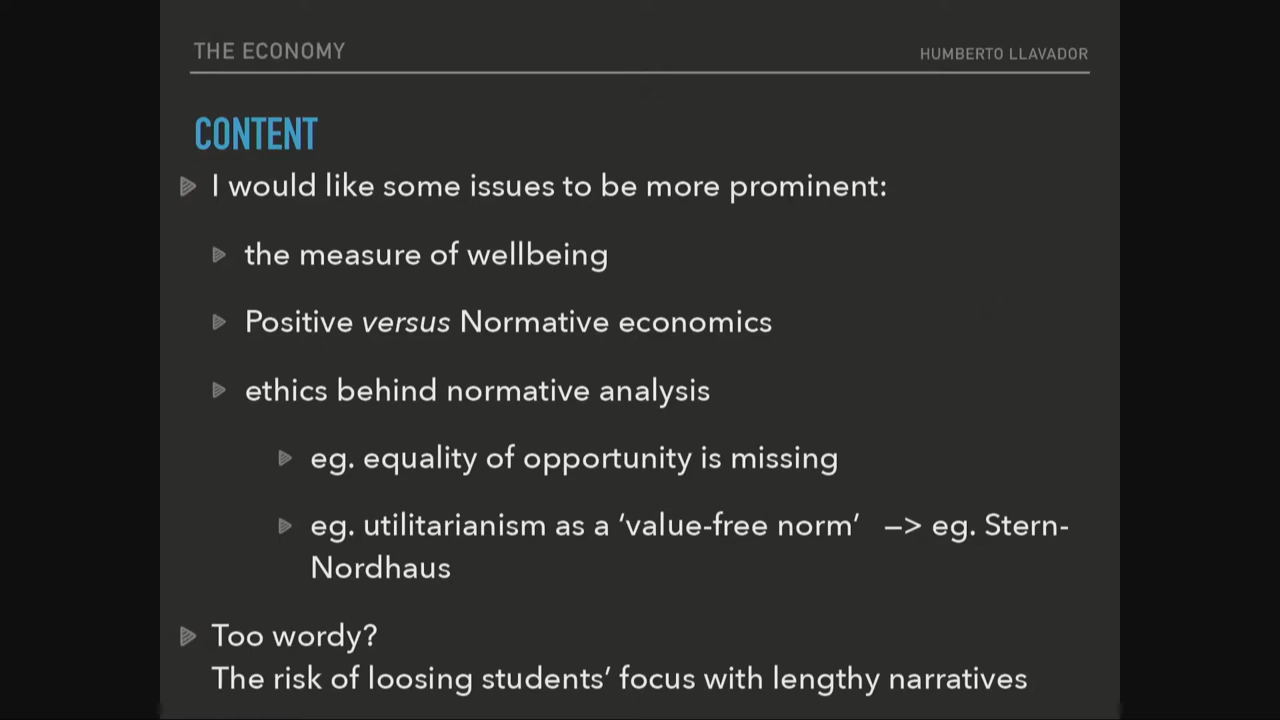 THE ECONOMY
HUMBERTO LLAVADOR
CONTENT
I would like some issues to be more prominent:
the measure of wellbeing
Positive versus Normative economics
ethics behind normative analysis
eg. equality of opportunity is missing
eg. utilitarianism as a ‘value-free norm’ —> eg. Stern-
Nordhaus
Too wordy?
The risk of loosing students’ focus with lengthy narratives